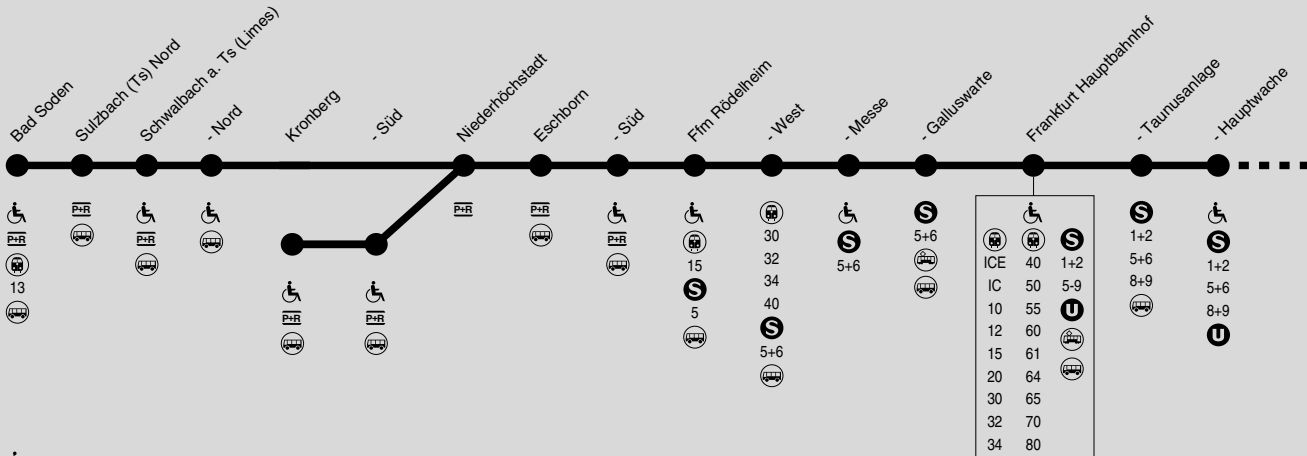 Bad Soden
Sulzbach (Ts) Nord
Schwalbach a. Ts (Limes)
- Nord
Kronberg
- Süd
Niederhöchstadt
Eschborn
- Süd
Ffm Rödelheim
- West
- Messe
- Galluswarte
Frankfurt Hauptbahnhof
- Taunusanlage
- Hauptwache
P+R
13
P+R
P+R
P+R
P+R
P+R
P+R
P+R
15
S
5
30
32
34
40
S
5+6
S
5+6
S
5+6
ICE
IC
10
12
15
20
30
32
34
40
50
55
60
61
64
65
70
80
S
1+2
5-9
U
S
1+2
5+6
8+9
S
1+2
5+6
8+9
U